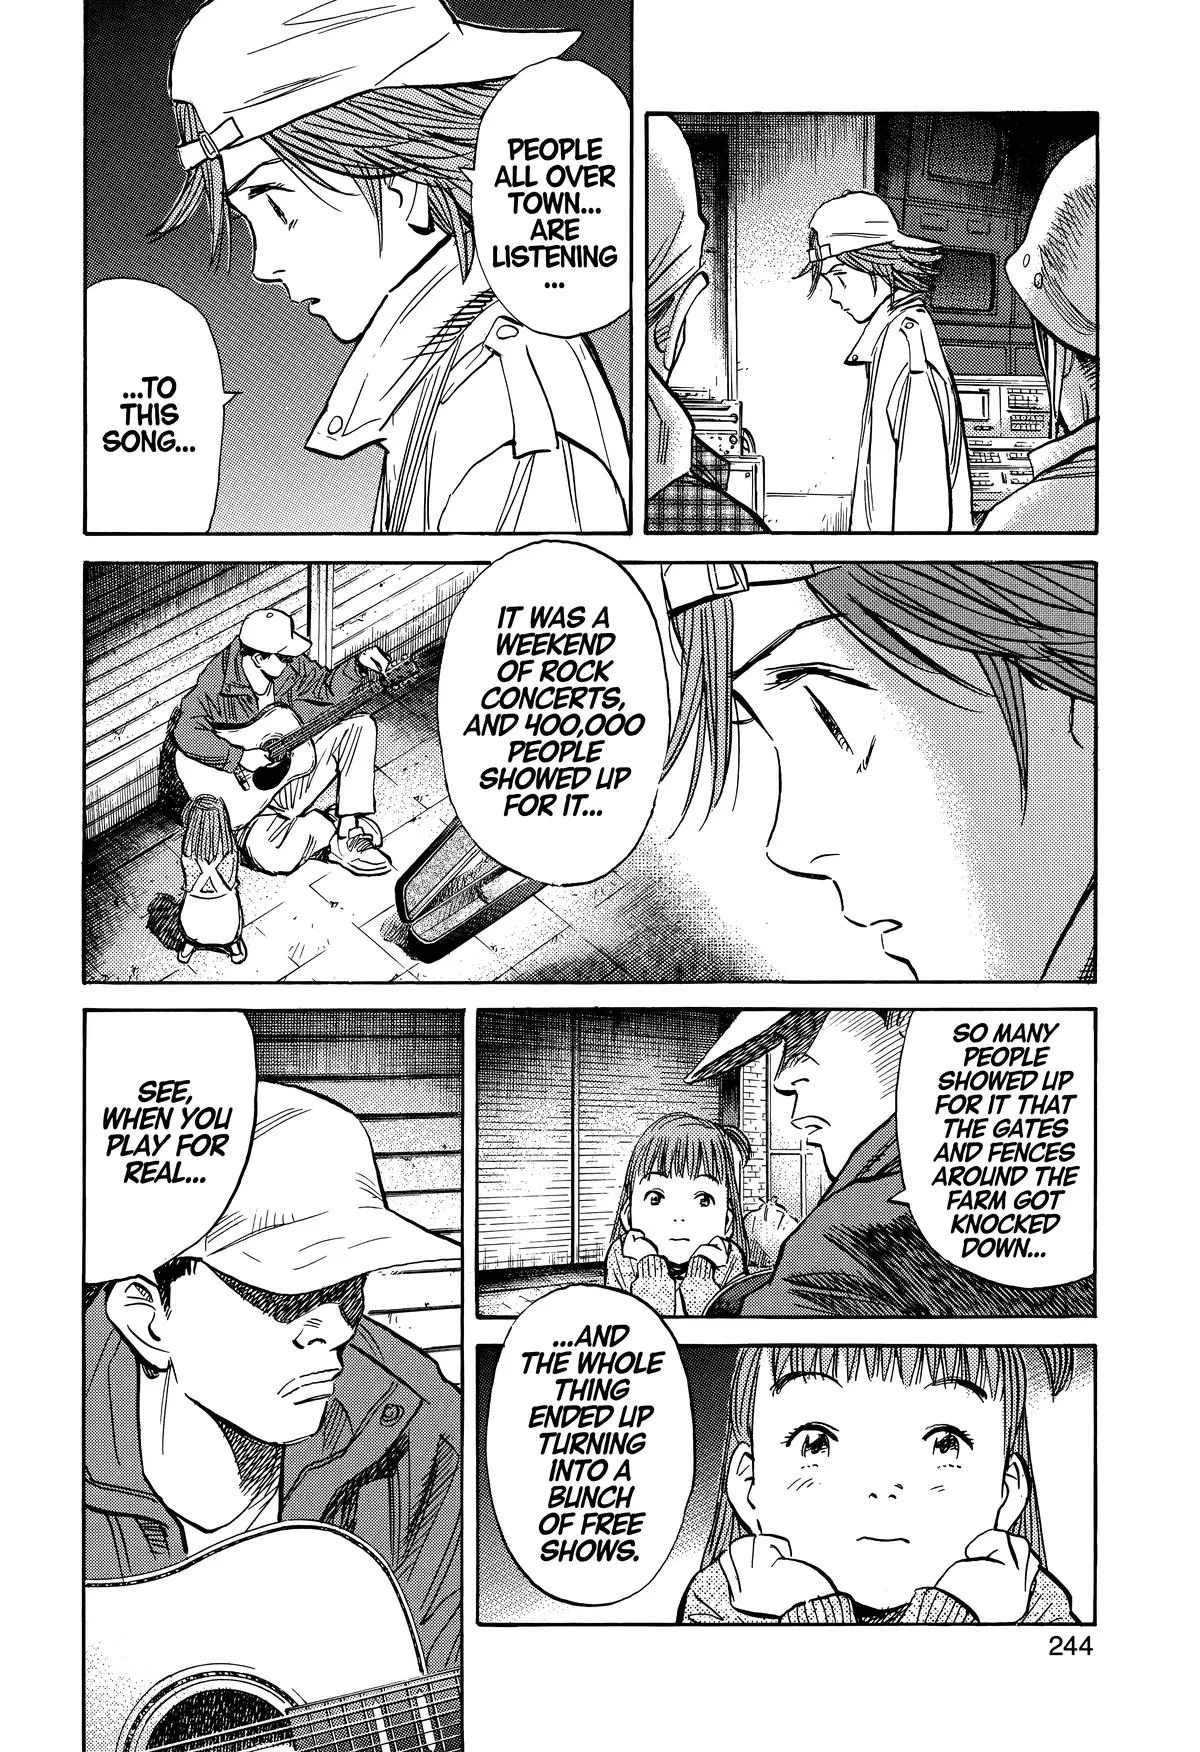 PEOPLE
ALL OVER
TOWN...
ARE
LISTENING
...
...TO
THIS
SONG...
IT WAS A
WEEKEND
OF ROCK
CONCERTS,
AND 400,000
PEOPLE
SHOWED UP
FOR IT...
SO MANY
PEOPLE
SHOWED UP
FOR IT THAT
THE GATES
AND FENCES
AROUND THE
FARM GOT
KNOCKED
DOWN...
...AND
THE WHOLE
THING
ENDED UP
TURNING
INTO A
BUNCH
OF FREE
SHOWS.
SEE,
WHEN YOU
PLAY FOR
REAL...
244